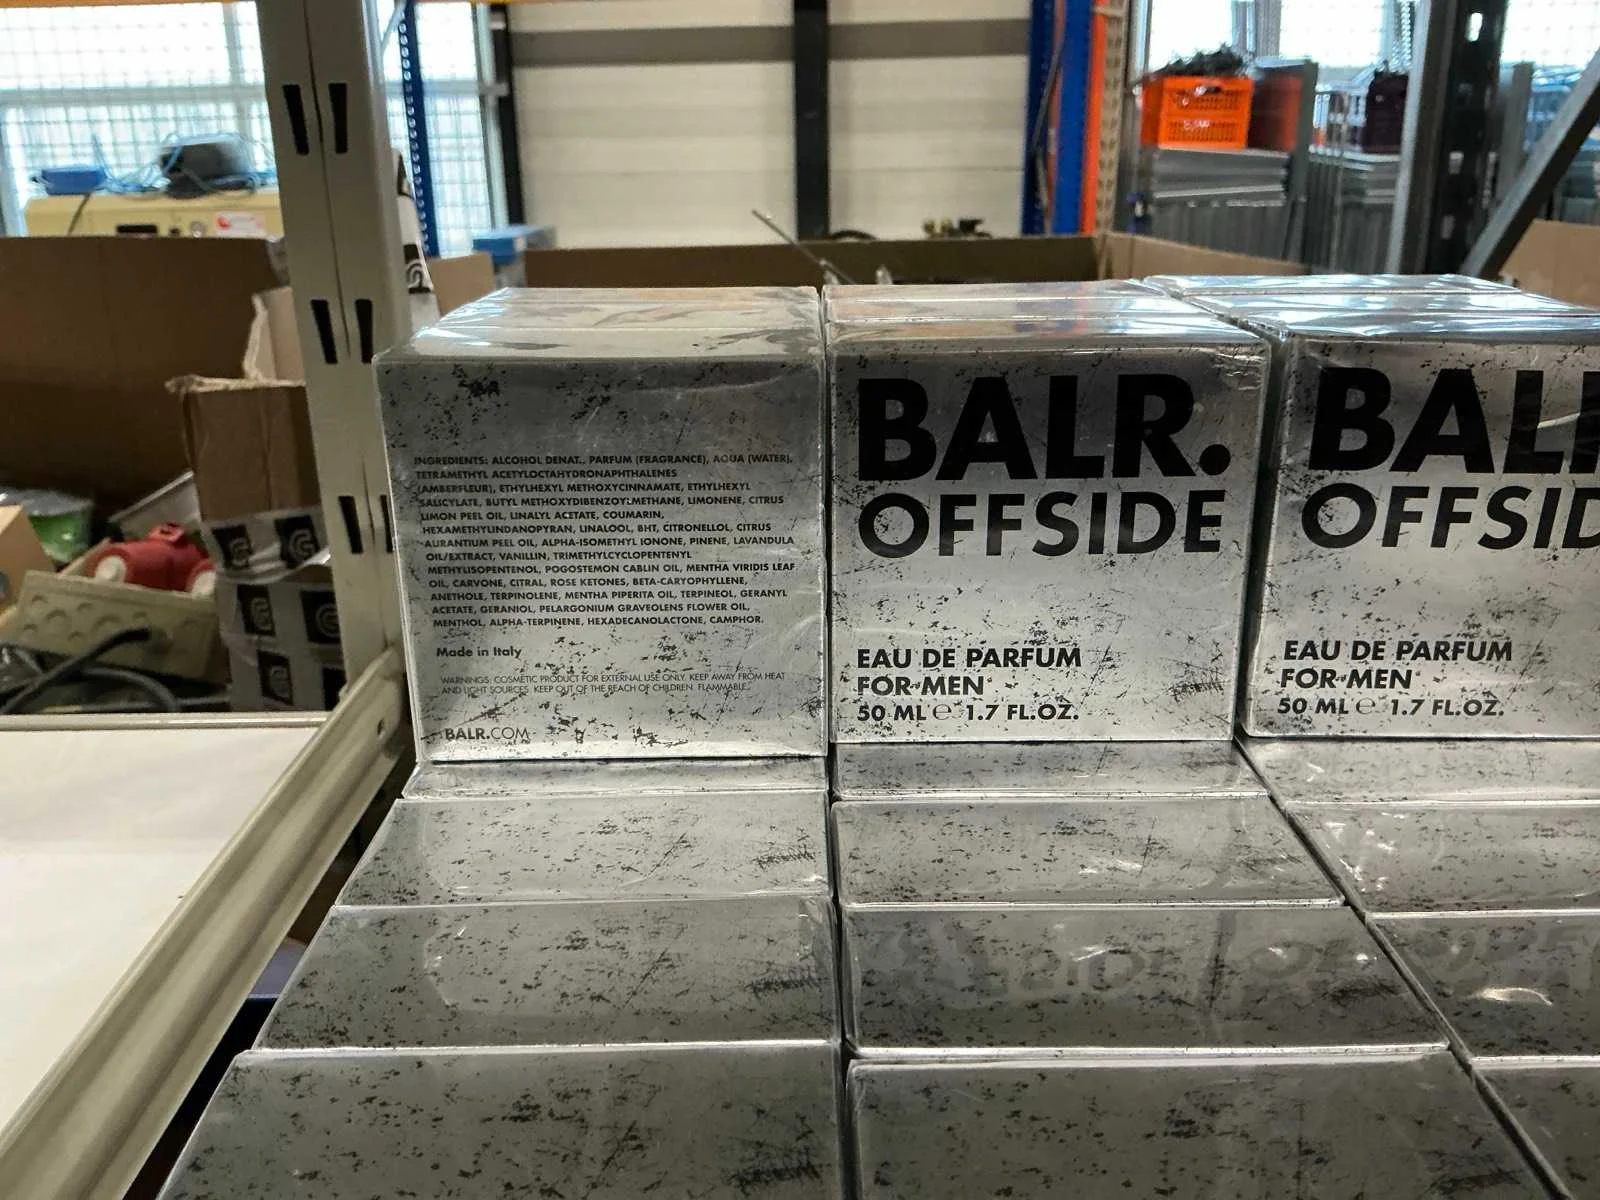 INGREDIENTS: ALCOHOL DENAT., PARFUM (FRAGRANCE), AQUA (WATER),
TETRAMETHYL ACETYLOCTAHYDRONAPHTHALENES
(AMBERFLEUR), ETHYLHEXYL METHOXYCINNAMATE, ETHYLHEXYL
SALICYLATE, BUTYL METHOXYDIBENZOYLMETHANE, LIMONENE, CITRUS
LIMON PEEL OIL, LINALYL ACETATE, COUMARIN,
HEXAMETHYLINDANOPYRAN, LINALOOL, BHT, CITRONELLOL, CITRUS
AURANTIUM PEEL OIL, ALPHA-ISOMETHYL IONONE, PINENE, LAVANDULA
OIL/EXTRACT, VANILLIN, TRIMETHYLCYCLOPENTENYL
METHYLISOPENTENOL, POGOSTEMON CABLIN OIL, MENTHA VIRIDIS LEAF
OIL, CARVONE, CITRAL, ROSE KETONES, BETA-CARYOPHYLLENE,
ANETHOLE, TERPINOLENE, MENTHA PIPERITA OIL, TERPINEOL, GERANYL
ACETATE, GERANIOL, PELARGONIUM GRAVEOLENS FLOWER OIL,
MENTHOL, ALPHA-TERPINENE, HEXADECANOLACTONE, CAMPHOR.
Made in Italy
WARNINGS: COSMETIC PRODUCT FOR EXTERNAL USE ONLY. KEEP AWAY FROM HEAT
AND LIGHT SOURCES. KEEP OUT OF THE REACH OF CHILDREN. FLAMMABLE.
BALR.COM
BALR.
OFFSIDE
EAU DE PARFUM
FOR MEN
50 ML ℮ 1.7 FL.OZ.
BALR
OFFSID
EAU DE PARFUM
FOR MEN
50 ML ℮ 1.7 FL.OZ.